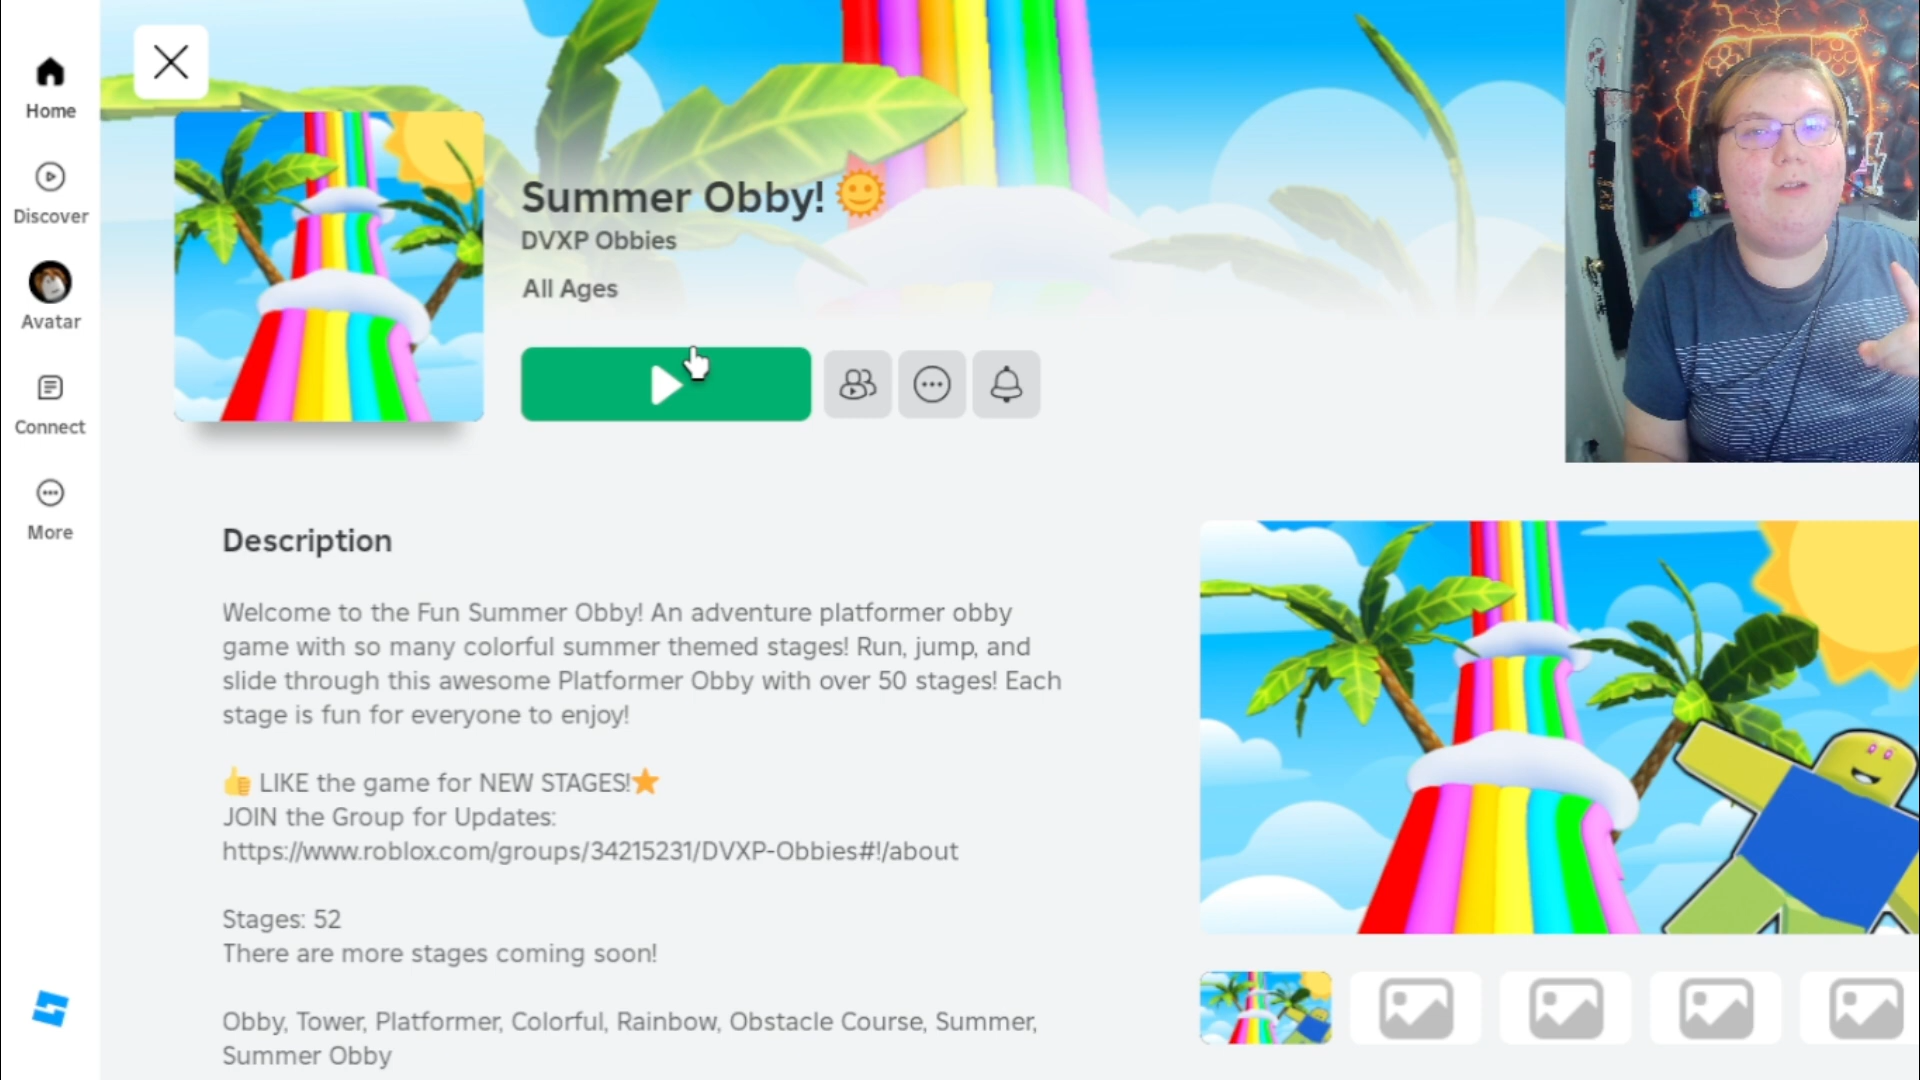 Home
Discover
Avatar
Connect
More
Summer Obby!
DVXP Obbies
All Ages
Description
Welcome to the Fun Summer Obby! An adventure platformer obby
game with so many colorful summer themed stages! Run, jump, and
slide through this awesome Platformer Obby with over 50 stages! Each
stage is fun for everyone to enjoy!
👍 LIKE the game for NEW STAGES!⭐
JOIN the Group for Updates:
https://www.roblox.com/groups/34215231/DVXP-Obbies#!/about
Stages: 52
There are more stages coming soon!
Obby, Tower, Platformer, Colorful, Rainbow, Obstacle Course, Summer,
Summer Obby